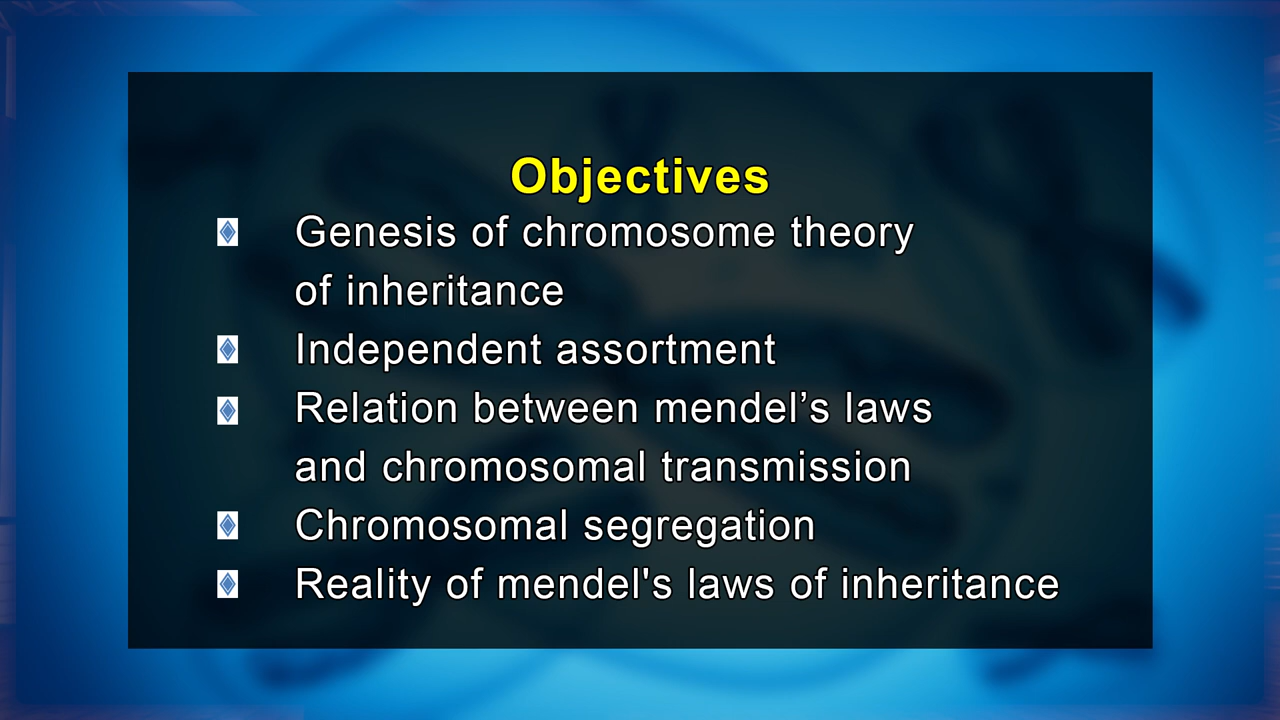 Objectives
Genesis of chromosome theory
of inheritance
Independent assortment
Relation between mendel’s laws
and chromosomal transmission
Chromosomal segregation
Reality of mendel's laws of inheritance